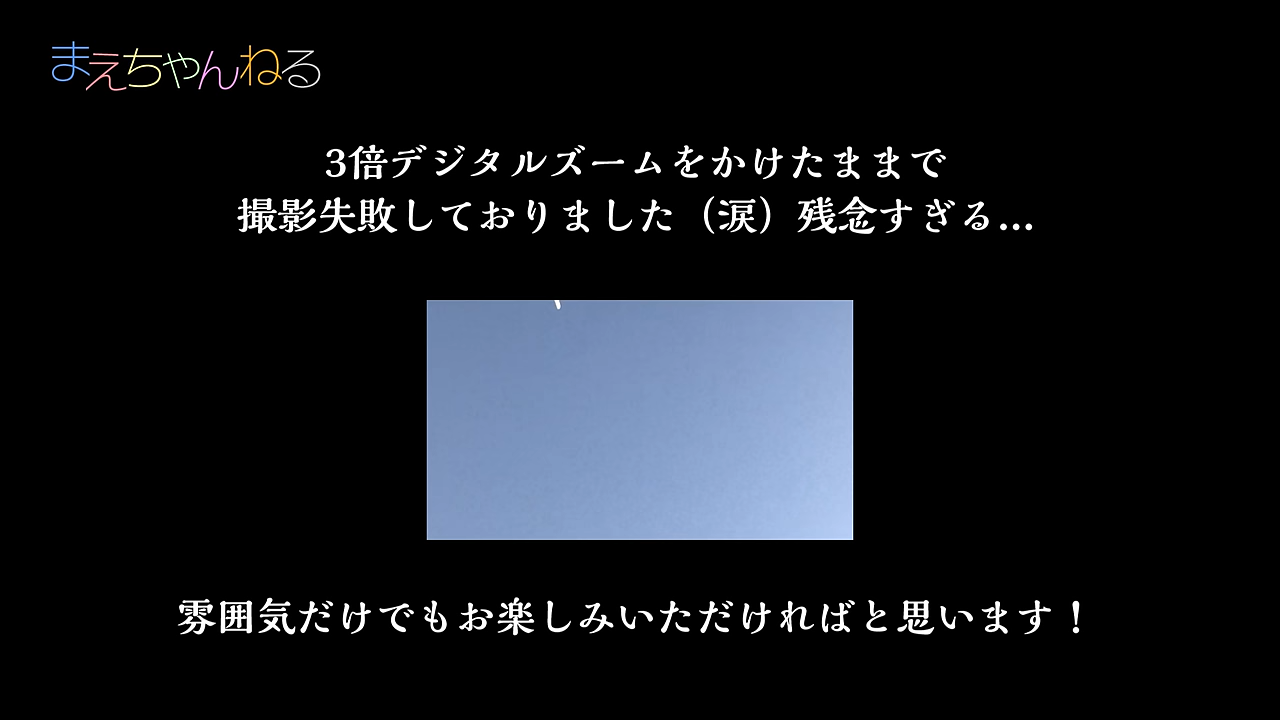 まえちゃんねる
3倍デジタルズームをかけたままで
撮影失敗しておりました（涙）残念すぎる…
雰囲気だけでもお楽しみいただければと思います！